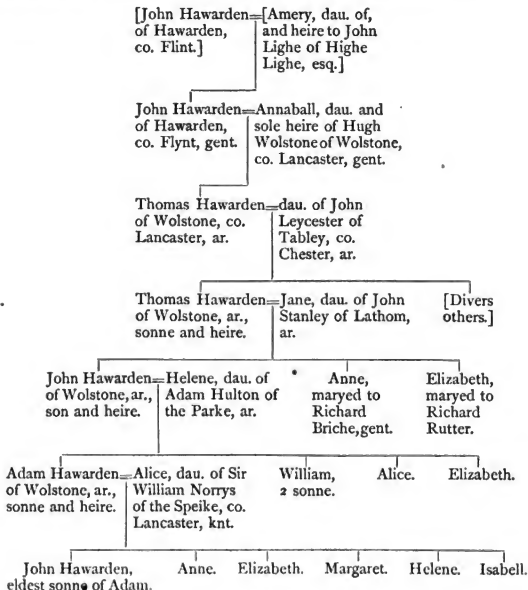 [John Hawarden=[Amery, dau. of,
of Hawarden, and heire to John
co. Flint.] Lighe of Highe
Lighe, esq.]
John Hawarden=Annaball, dau. and
of Hawarden, sole heire of Hugh
co. Flynt, gent. Wolstone of Wolstone,
co. Lancaster, gent.
Thomas Hawarden=dau. of John
of Wolstone, co. Leycester of
Lancaster, ar. Tabley, co.
Chester, ar.
Thomas Hawarden=Jane, dau. of John [Divers
of Wolstone, ar., Stanley of Lathom, others.]
sonne and heire. ar.
John Hawarden=Helene, dau. of Anne, Elizabeth,
of Wolstone, ar., Adam Hulton of maryed to maryed to
son and heire. the Parke, ar. Richard Richard
Briche, gent. Rutter.
Adam Hawarden=Alice, dau. of Sir William, Alice. Elizabeth.
of Wolstone, ar., William Norrys 2 sonne.
sonne and heire. of the Speike, co.
Lancaster, knt.
John Hawarden, Anne. Elizabeth. Margaret. Helene. Isabell.
eldest sonne of Adam.